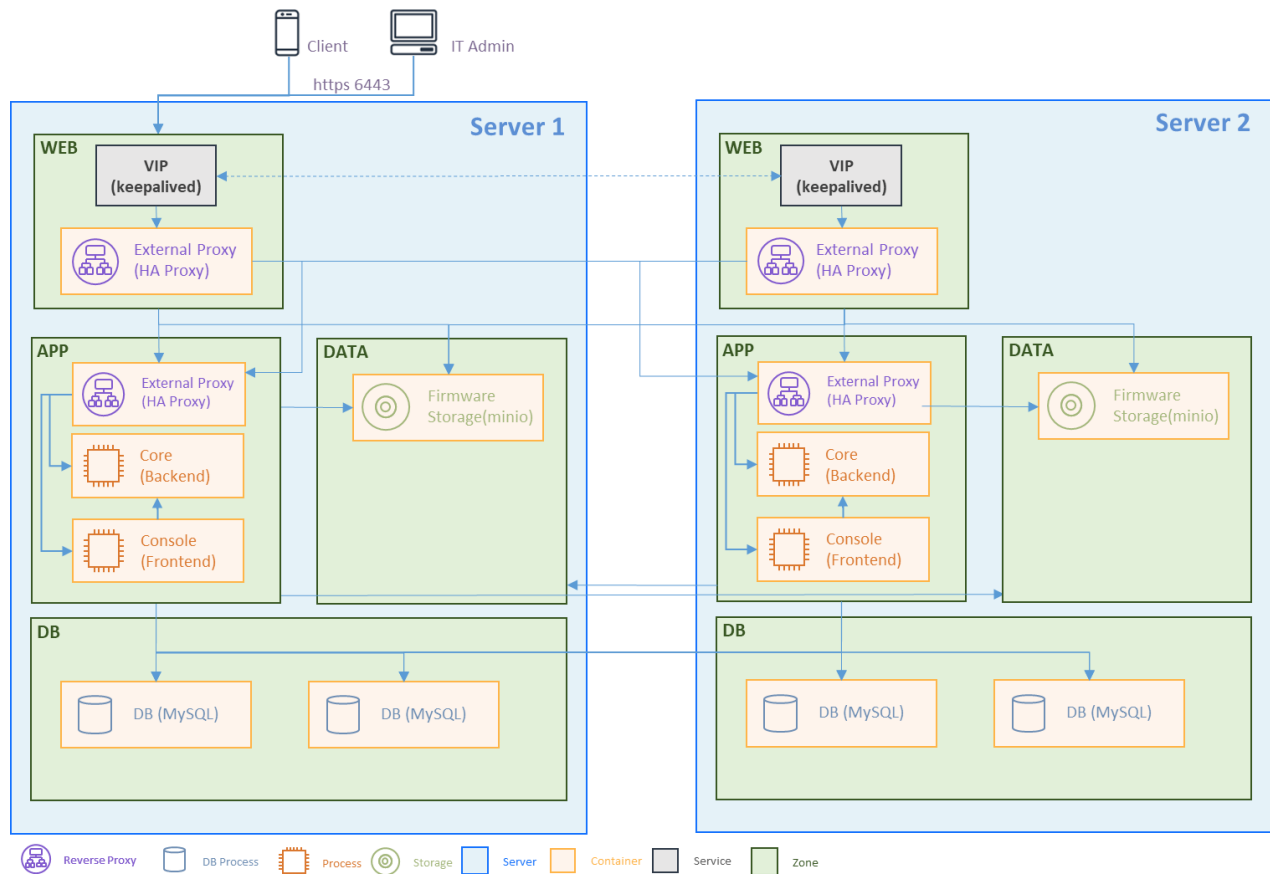 Client
IT Admin
https 6443
Server 1
WEB
VIP
(keepalived)
External Proxy
(HA Proxy)
APP
External Proxy
(HA Proxy)
Core
(Backend)
Console
(Frontend)
DATA
Firmware
Storage(minio)
DB
DB (MySQL)
DB (MySQL)
Server 2
WEB
VIP
(keepalived)
External Proxy
(HA Proxy)
APP
External Proxy
(HA Proxy)
Core
(Backend)
Console
(Frontend)
DATA
Firmware
Storage(minio)
DB
DB (MySQL)
DB (MySQL)
Reverse Proxy
DB Process
Process
Storage
Server
Container
Service
Zone